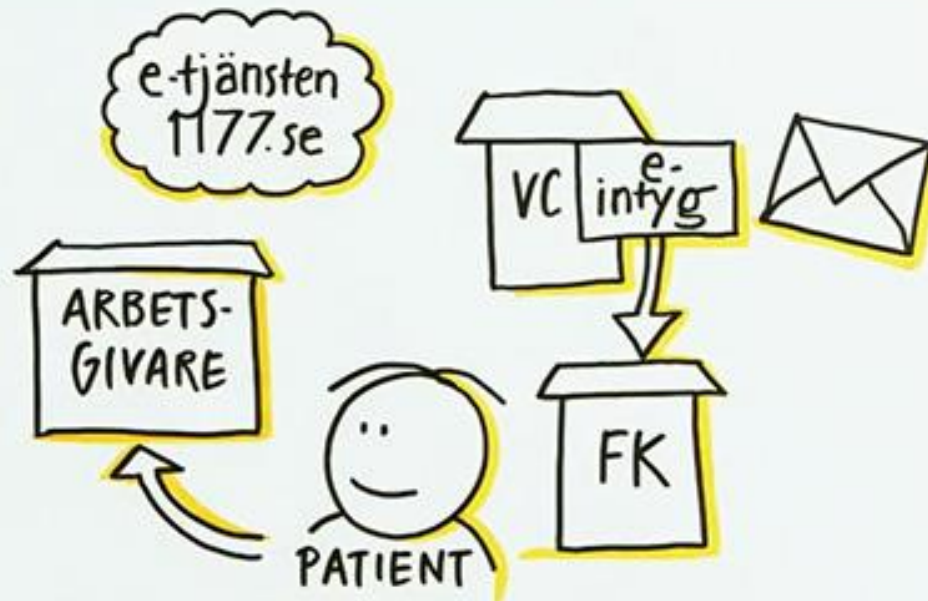 e-tjänsten
1177.se
VC
e-
intyg
ARBETS-
GIVARE
FK
PATIENT